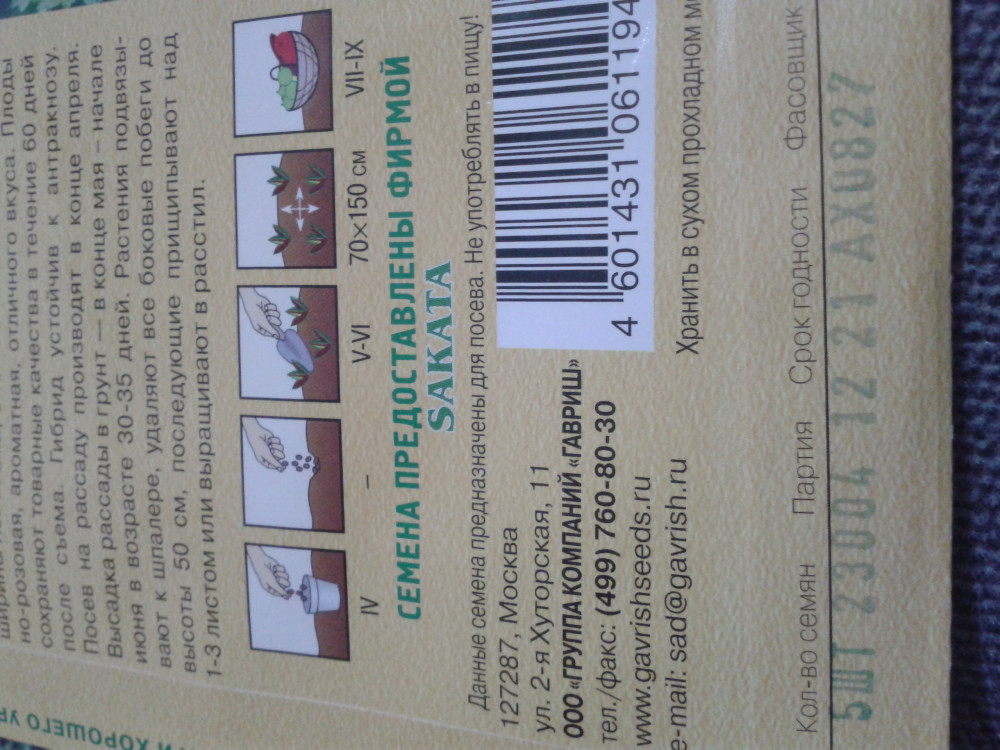 но-розовая, ароматная, отличного вкуса. Плоды
сохраняют товарные качества в течение 60 дней
после съема. Гибрид устойчив к антракнозу.
Посев на рассаду производят в конце апреля.
Высадка рассады в грунт — в конце мая – начале
июня в возрасте 30-35 дней. Растения подвязы-
вают к шпалере, удаляют все боковые побеги до
высоты 50 см, последующие прищипывают над
1-3 листом или выращивают в расстил.
IV – V-VI 70×150 см VII-IX
СЕМЕНА ПРЕДОСТАВЛЕНЫ ФИРМОЙ
SAKATA
Данные семена предназначены для посева. Не употреблять в пищу!
127287, Москва
ул. 2-я Хуторская, 11
ООО «ГРУППА КОМПАНИЙ «ГАВРИШ»
тел./факс: (499) 760-80-30
www.gavrishseeds.ru
e-mail: sad@gavrish.ru
4 601431 061194
Хранить в сухом прохладном
Кол-во семян Партия Срок годности Фасовщик
5ШТ 23004 12 21 АХ0827
И ХОРОШЕГО